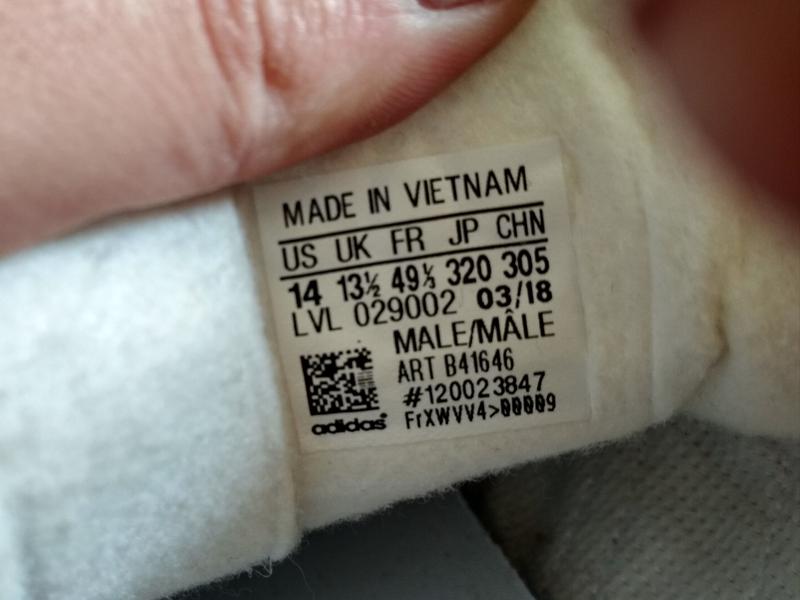 MADE IN VIETNAM
US UK FR JP CHN
14 13½ 49⅓ 320 305
LVL 029002 03/18
MALE/MÂLE
ART B41646
#120023847
FrXWVV4>00009
adidas